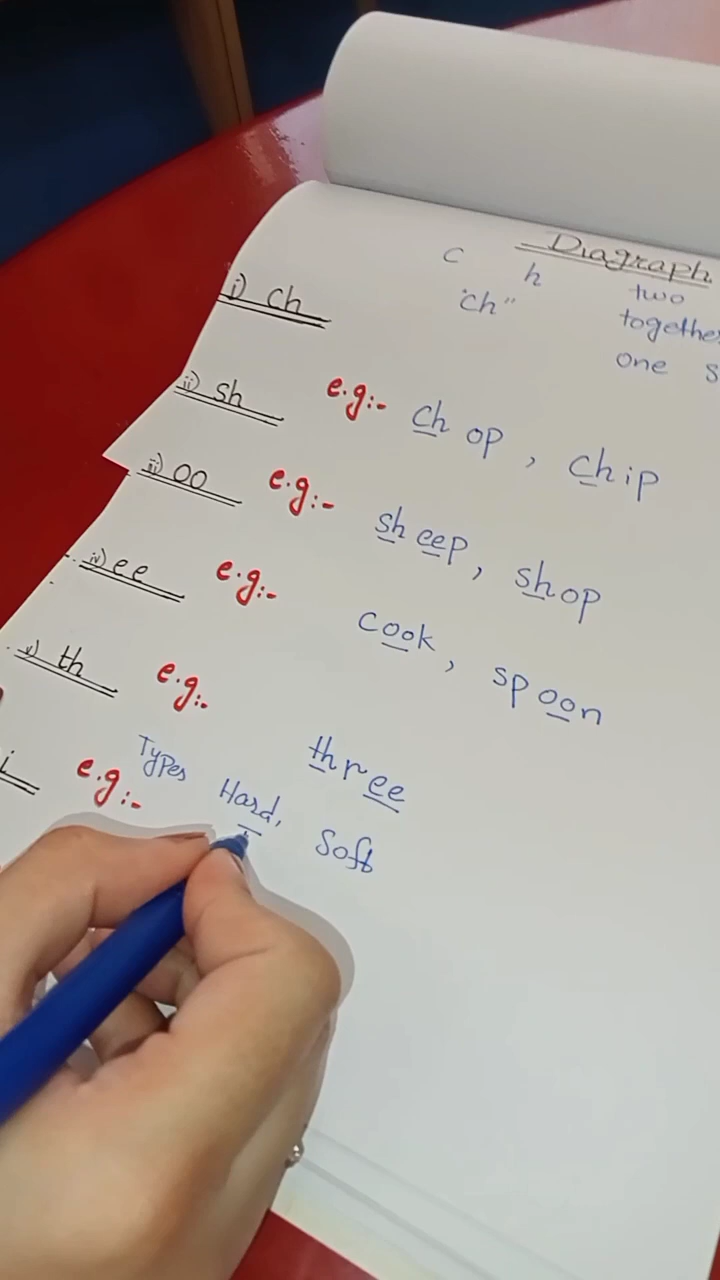 Diagraph
c h two
"ch" together
one s
i) ch
e.g:- chop, chip
ii) sh
e.g:- sheep, shop
iii) oo
e.g:- cook, spoon
iv) ee
e.g:- three
v) th
Types Hard, Soft
e.g:-
i